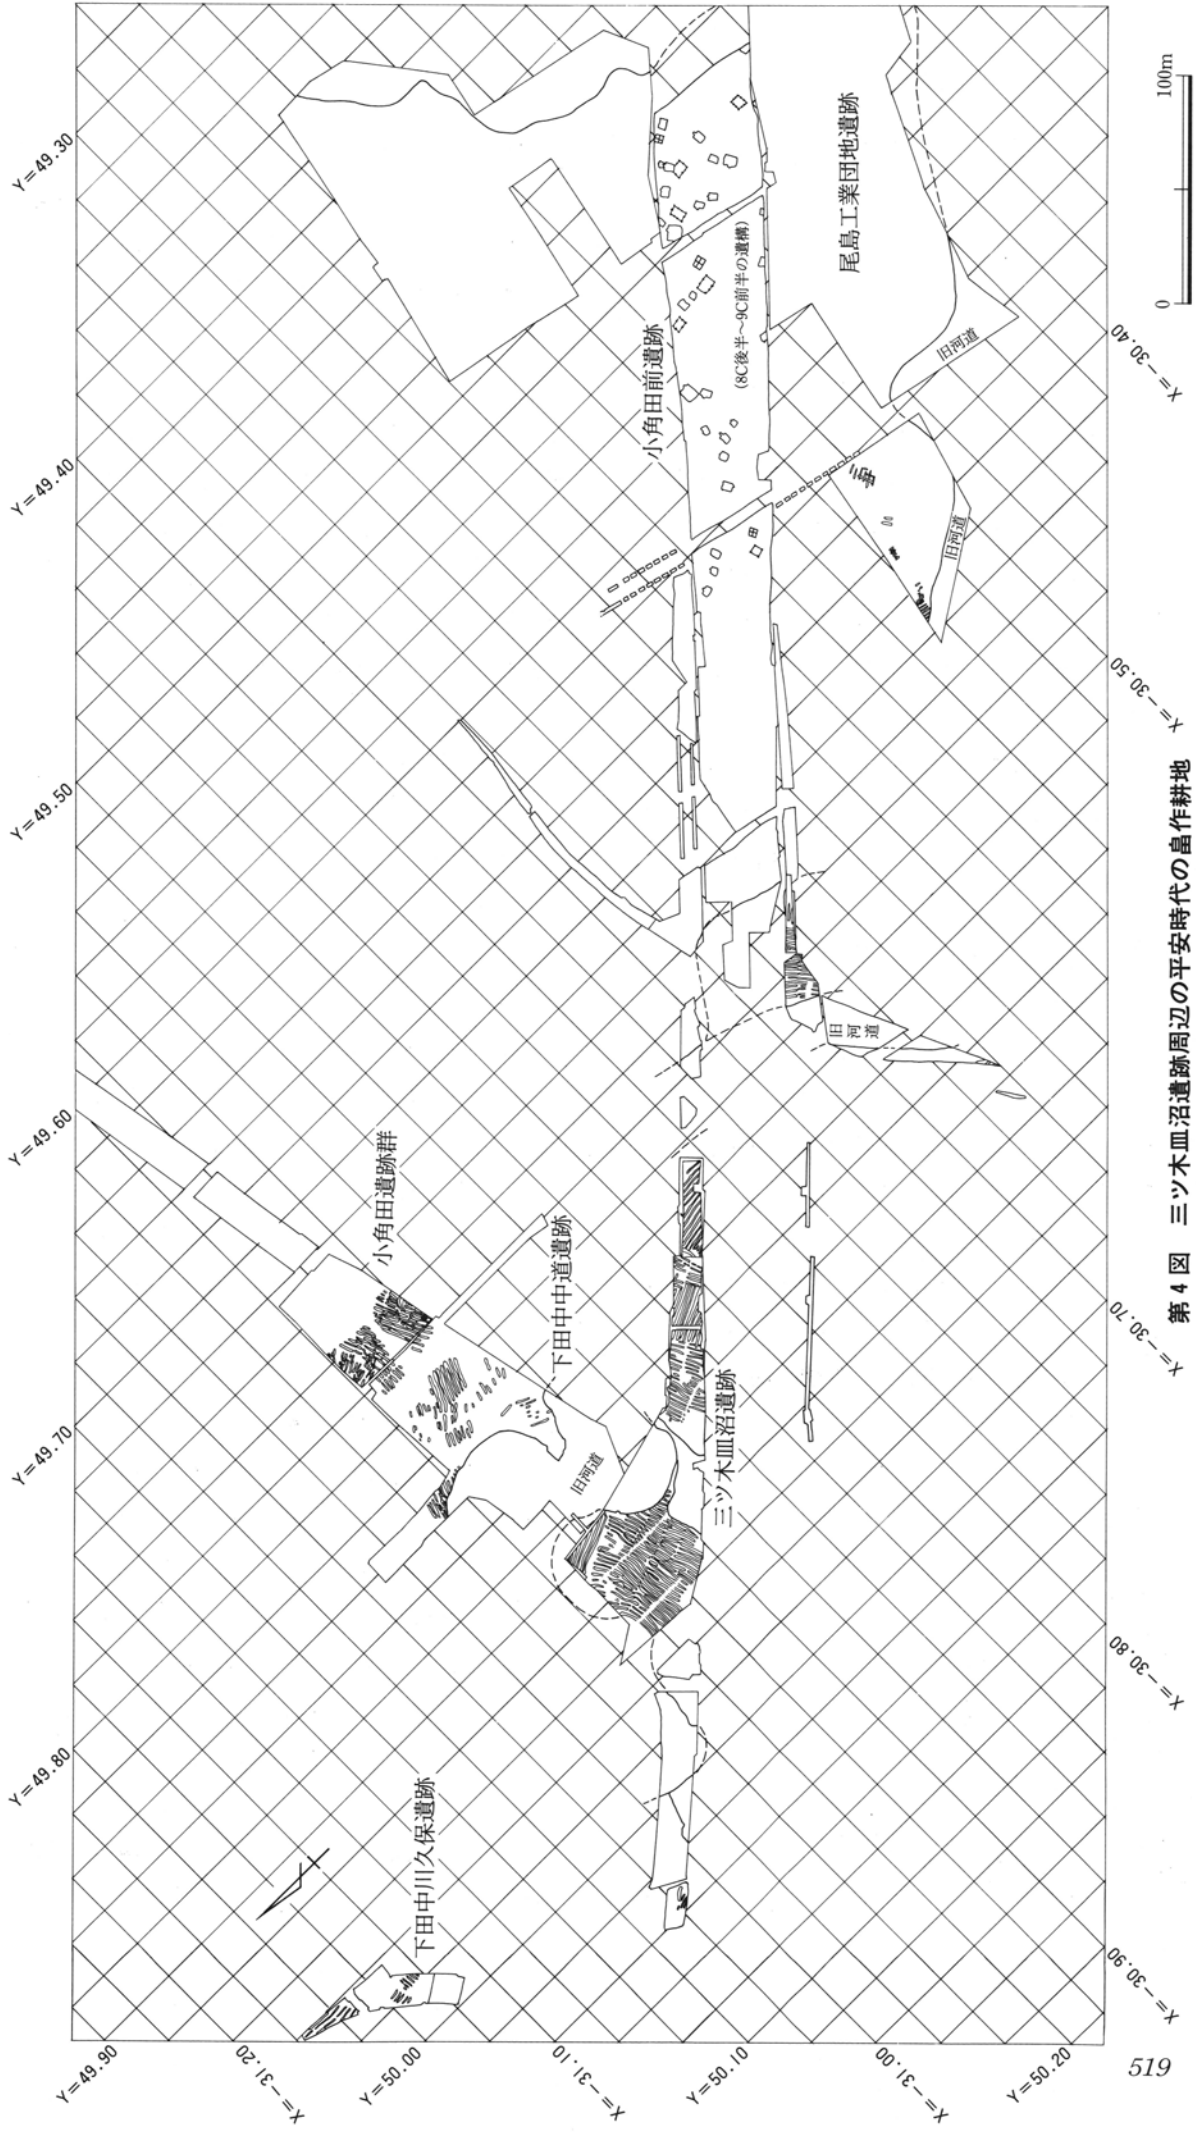 Y=49.30
Y=49.40
Y=49.50
Y=49.60
Y=49.70
Y=49.80
Y=49.90
X=-31.20
Y=50.00
X=-31.10
Y=50.10
X=-31.00
Y=50.20
X=-30.90
X=-30.80
X=-30.70
X=-30.50
X=-30.40
下田中川久保遺跡
小角田遺跡群
下田中中道遺跡
旧河道
三ツ木皿沼遺跡
旧河道
小角田前遺跡
(8C後半~9C前半の遺構)
旧河道
旧河道
尾島工業団地遺跡
0
100m
第4図 三ツ木皿沼遺跡周辺の平安時代の畠作耕地
519